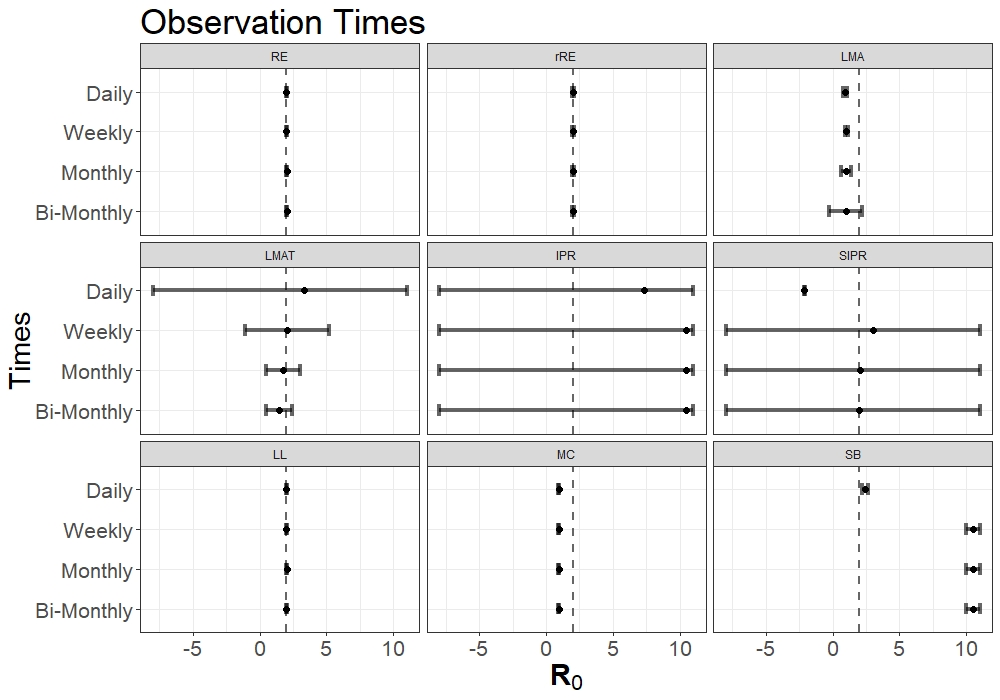 Observation Times
RE rRE LMA
Daily
Weekly
Monthly
Bi-Monthly
LMAT IPR SIPR
Daily
Weekly
Monthly
Bi-Monthly
Times
LL MC SB
Daily
Weekly
Monthly
Bi-Monthly
-5 0 5 10 -5 0 5 10 -5 0 5 10
R0